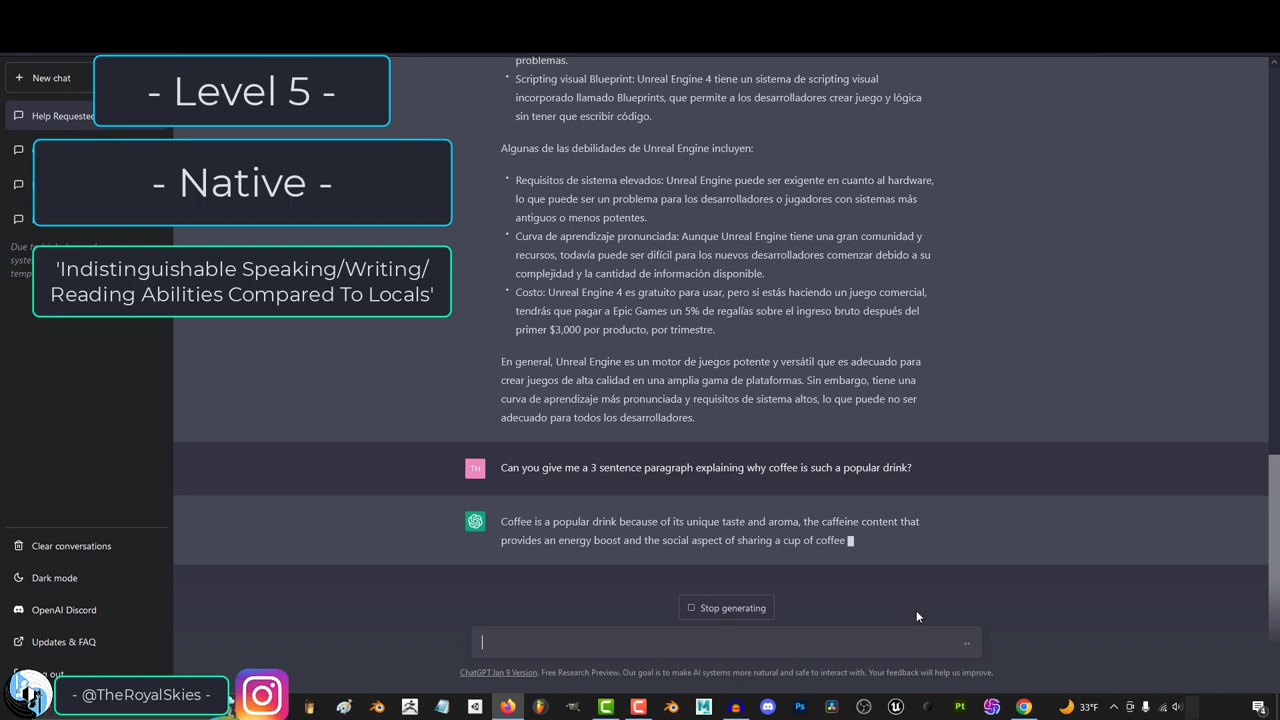 - Level 5 -
- Native -
'Indistinguishable Speaking/Writing/
Reading Abilities Compared To Locals'
New chat
Help Requested
Clear conversations
Dark mode
OpenAI Discord
Updates & FAQ
out
- @TheRoyalSkies -
problemas.
• Scripting visual Blueprint: Unreal Engine 4 tiene un sistema de scripting visual
incorporado llamado Blueprints, que permite a los desarrolladores crear juego y lógica
sin tener que escribir código.
Algunas de las debilidades de Unreal Engine incluyen:
• Requisitos de sistema elevados: Unreal Engine puede ser exigente en cuanto al hardware,
lo que puede ser un problema para los desarrolladores o jugadores con sistemas más
antiguos o menos potentes.
• Curva de aprendizaje pronunciada: Aunque Unreal Engine tiene una gran comunidad y
recursos, todavía puede ser difícil para los nuevos desarrolladores comenzar debido a su
complejidad y la cantidad de información disponible.
• Costo: Unreal Engine 4 es gratuito para usar, pero si estás haciendo un juego comercial,
tendrás que pagar a Epic Games un 5% de regalías sobre el ingreso bruto después del
primer $3,000 por producto, por trimestre.
En general, Unreal Engine es un motor de juegos potente y versátil que es adecuado para
crear juegos de alta calidad en una amplia gama de plataformas. Sin embargo, tiene una
curva de aprendizaje más pronunciada y requisitos de sistema altos, lo que puede no ser
adecuado para todos los desarrolladores.
TH
Can you give me a 3 sentence paragraph explaining why coffee is such a popular drink?
Coffee is a popular drink because of its unique taste and aroma, the caffeine content that
provides an energy boost and the social aspect of sharing a cup of coffee
Stop generating
ChatGPT Jan 9 Version. Free Research Preview. Our goal is to make AI systems more natural and safe to interact with. Your feedback will help us improve.
33°F